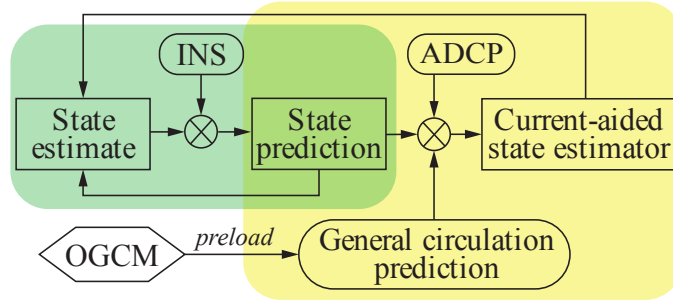 INS
ADCP
State
estimate
State
prediction
Current-aided
state estimator
OGCM
preload
General circulation
prediction